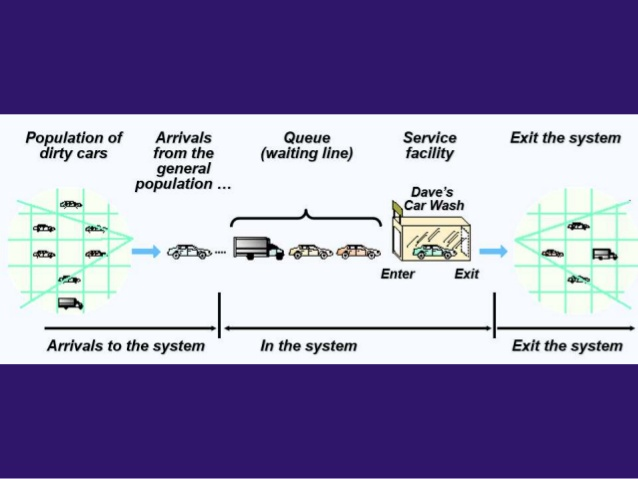 Population of
dirty cars
Arrivals
from the
general
population …
Queue
(waiting line)
Service
facility
Exit the system
Dave's
Car Wash
Enter
Exit
Arrivals to the system
In the system
Exit the system